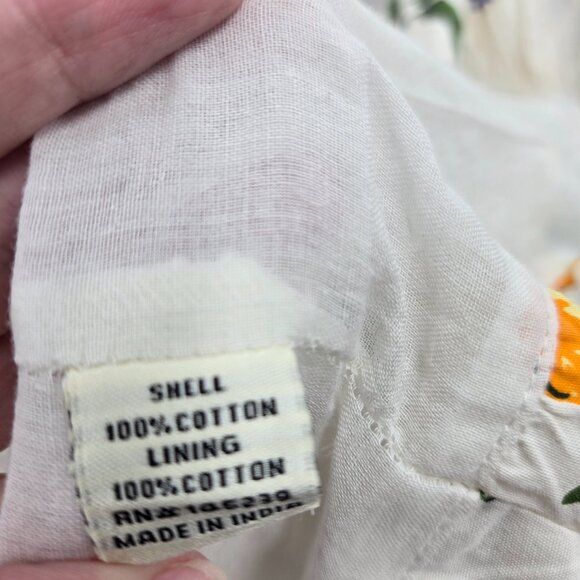 SHELL
100% COTTON
LINING
100% COTTON
RN#
MADE IN INDIA